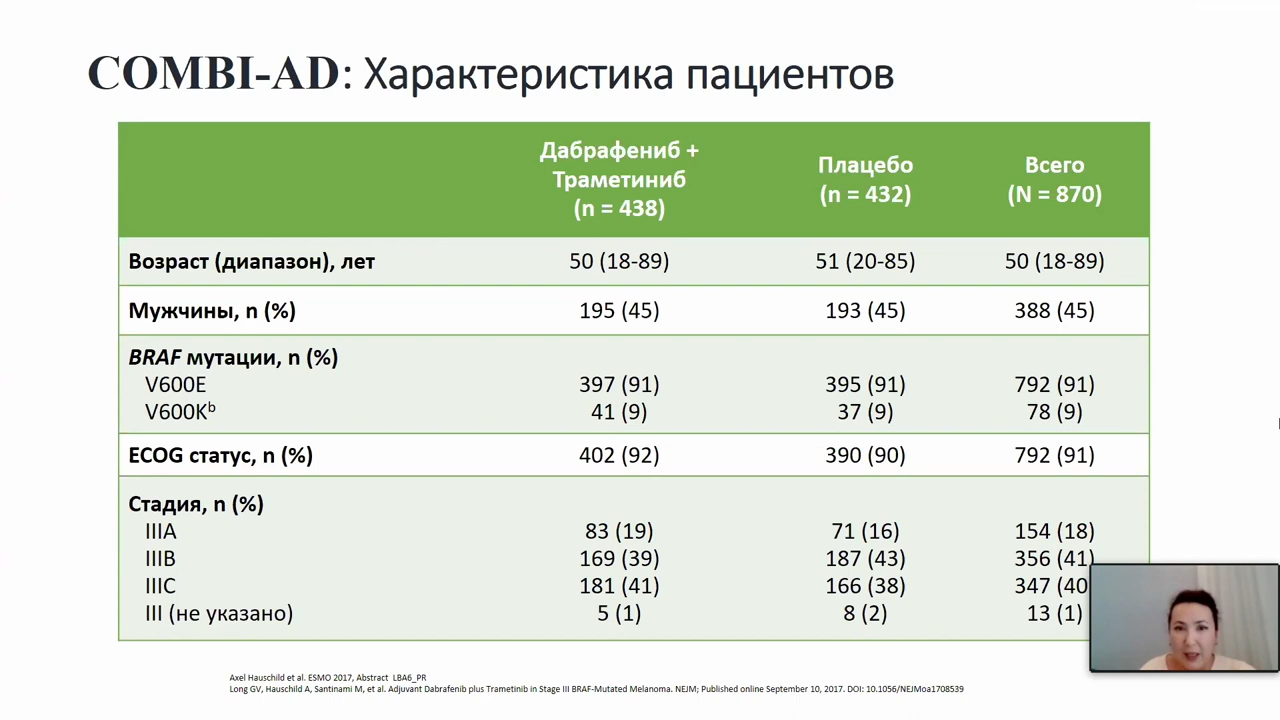 COMBI-AD: Характеристика пациентов
Дабрафениб + Траметиниб (n = 438) Плацебо (n = 432) Всего (N = 870)
Возраст (диапазон), лет 50 (18-89) 51 (20-85) 50 (18-89)
Мужчины, n (%) 195 (45) 193 (45) 388 (45)
BRAF мутации, n (%)
V600E 397 (91) 395 (91) 792 (91)
V600Kᵇ 41 (9) 37 (9) 78 (9)
ECOG статус, n (%) 402 (92) 390 (90) 792 (91)
Стадия, n (%)
IIIA 83 (19) 71 (16) 154 (18)
IIIB 169 (39) 187 (43) 356 (41)
IIIC 181 (41) 166 (38) 347 (40
III (не указано) 5 (1) 8 (2) 13 (1)
Axel Hauschild et al. ESMO 2017, Abstract LBA6_PR
Long GV, Hauschild A, Santinami M, et al. Adjuvant Dabrafenib plus Trametinib in Stage III BRAF-Mutated Melanoma. NEJM; Published online September 10, 2017. DOI: 10.1056/NEJMoa1708539